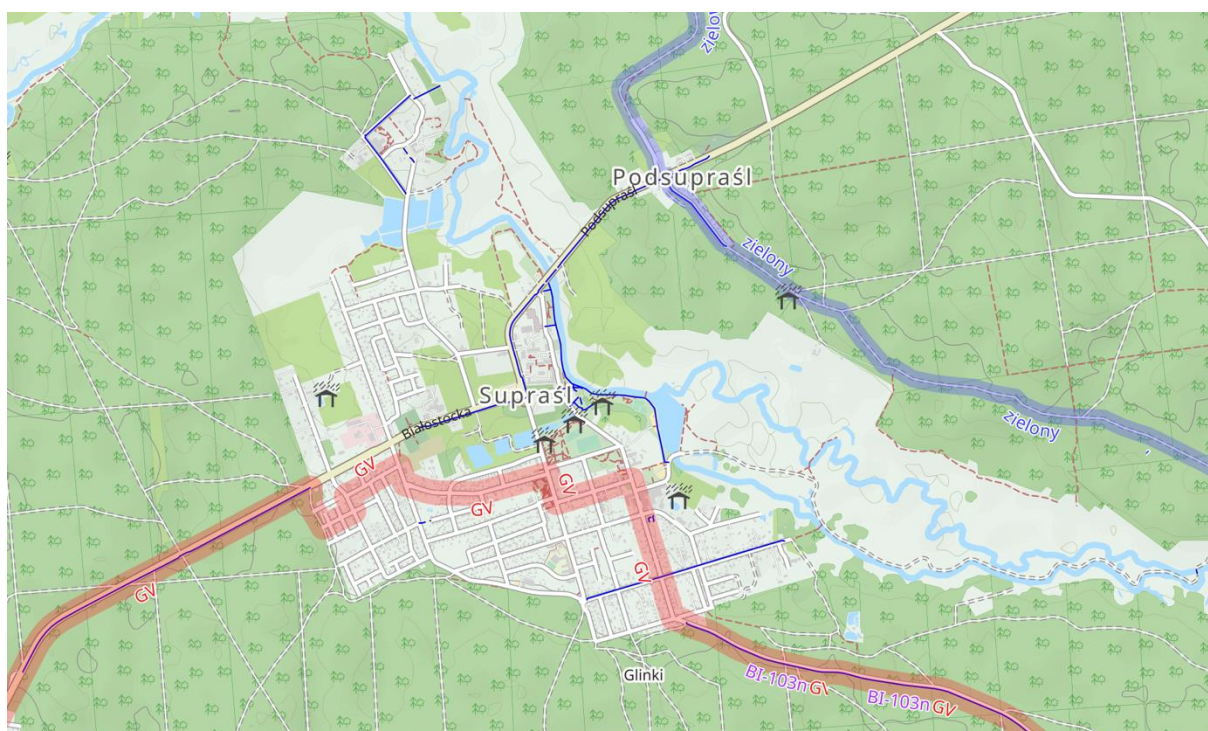 zielony
Podsupraśl
Podsupraśl
zielony
Supraśl
Białostocka
zielony
GV
GV
GV
GV
GV
Glinki
BI-103n GV
BI-103n GV